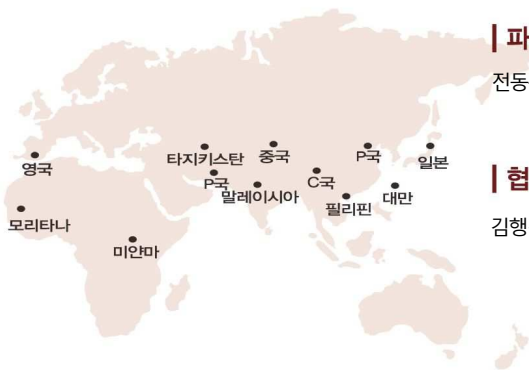 파
전동
영국
타지키스탄
중국
P국
일본
P국
말레이시아
C국
필리핀
대만
협
김행
모리타나
미얀마